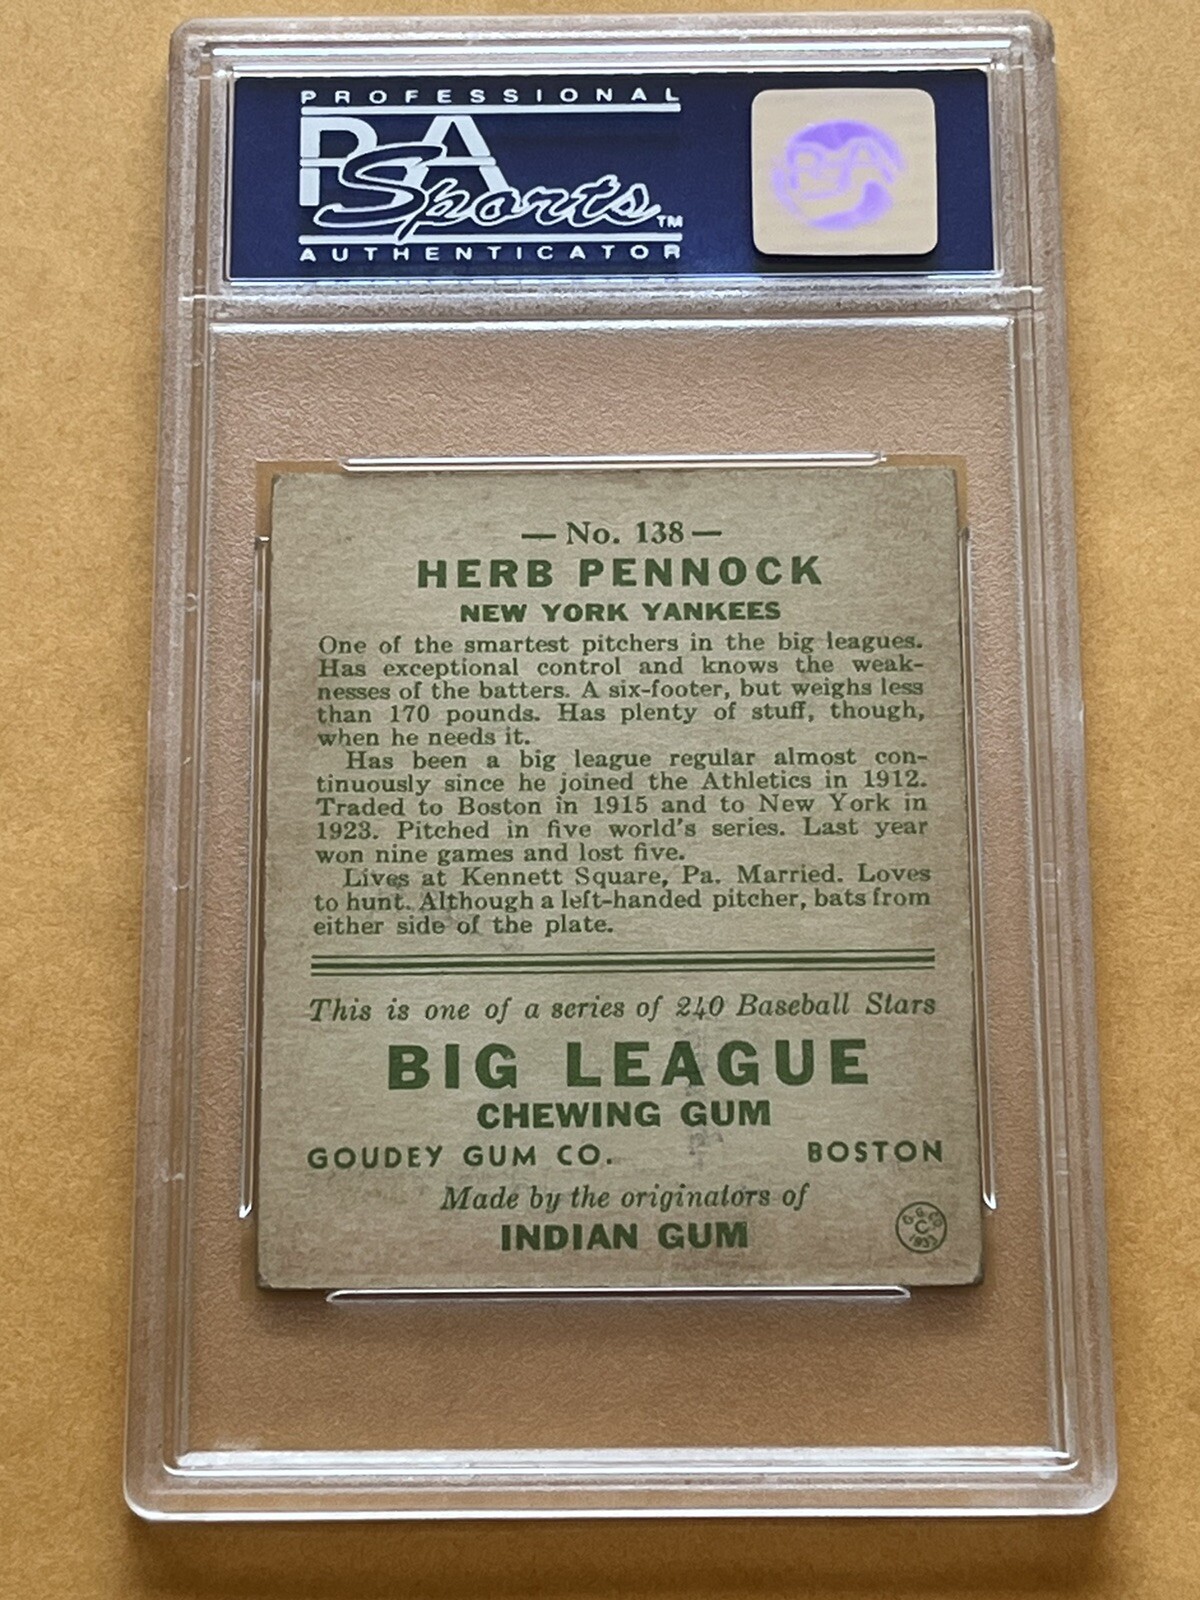 PROFESSIONAL
PSA
Sports™
AUTHENTICATOR
PSA
— No. 138 —
HERB PENNOCK
NEW YORK YANKEES
One of the smartest pitchers in the big leagues.
Has exceptional control and knows the weak-
nesses of the batters. A six-footer, but weighs less
than 170 pounds. Has plenty of stuff, though,
when he needs it.
Has been a big league regular almost con-
tinuously since he joined the Athletics in 1912.
Traded to Boston in 1915 and to New York in
1923. Pitched in five world's series. Last year
won nine games and lost five.
Lives at Kennett Square, Pa. Married. Loves
to hunt. Although a left-handed pitcher, bats from
either side of the plate.
This is one of a series of 240 Baseball Stars
BIG LEAGUE
CHEWING GUM
GOUDEY GUM CO. BOSTON
Made by the originators of
INDIAN GUM
G. G. CO.
C
1933